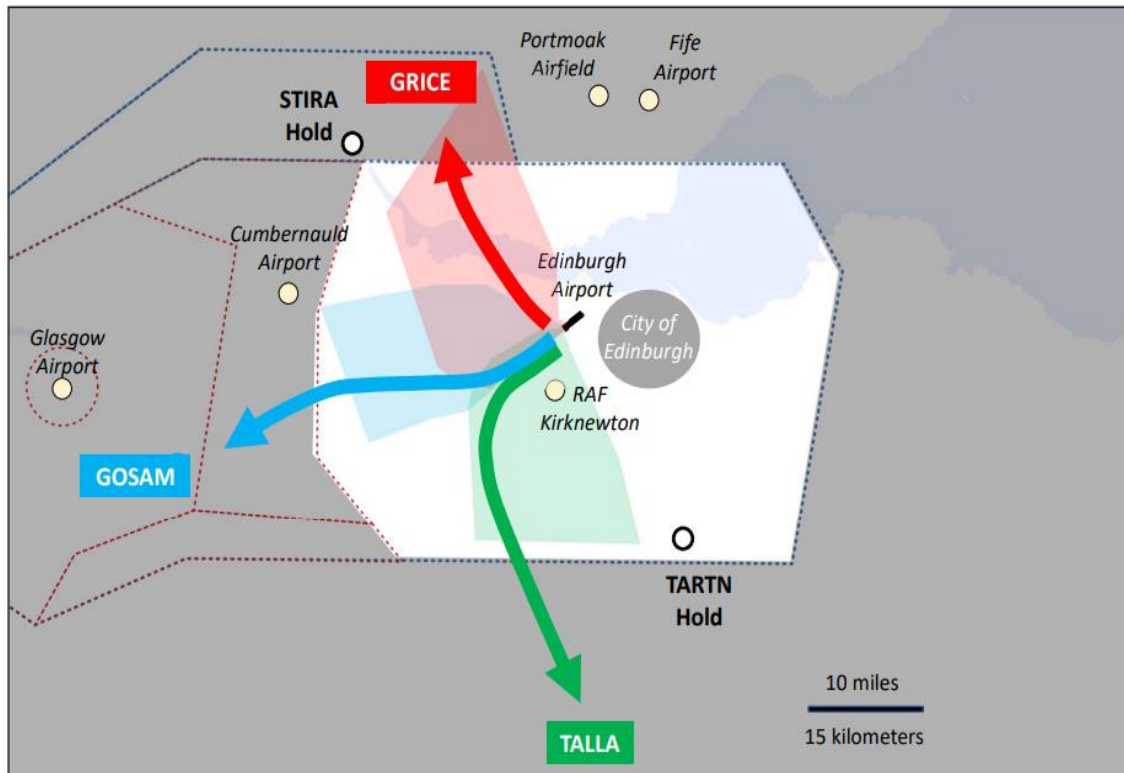 Portmoak
Airfield
Fife
Airport
GRICE
STIRA
Hold
Cumbernauld
Airport
Edinburgh
Airport
City of
Edinburgh
Glasgow
Airport
RAF
Kirknewton
GOSAM
TARTN
Hold
10 miles
15 kilometers
TALLA